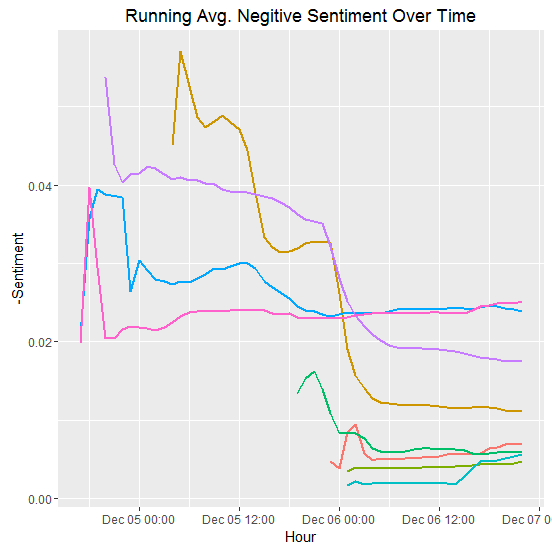 Running Avg. Negitive Sentiment Over Time
-Sentiment
0.04
0.02
0.00
Dec 05 00:00
Dec 05 12:00
Dec 06 00:00
Dec 06 12:00
Dec 07 0
Hour